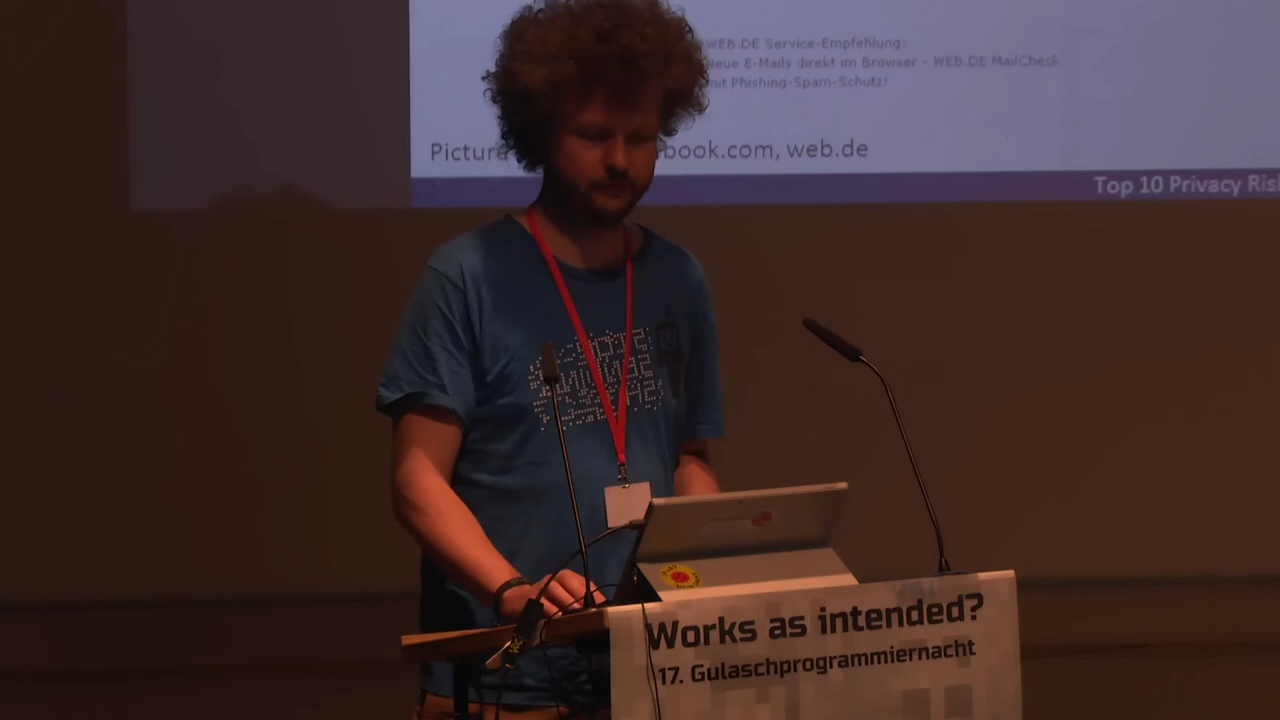 WEB.DE Service-Empfehlung:
Neue E-Mails direkt im Browser - WEB.DE MailCheck
mit Phishing-Spam-Schutz!
Picture book.com, web.de
Top 10 Privacy Ris
Works as intended?
17. Gulaschprogrammiernacht